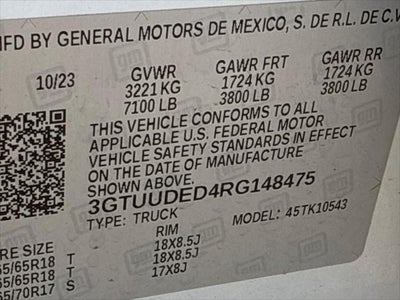 MFD BY GENERAL MOTORS DE MEXICO, S. DE R.L. DE C.V
10/23 GVWR GAWR FRT GAWR RR
3221 KG 1724 KG 1724 KG
7100 LB 3800 LB 3800 LB
THIS VEHICLE CONFORMS TO ALL
APPLICABLE U.S. FEDERAL MOTOR
VEHICLE SAFETY STANDARDS IN EFFECT
ON THE DATE OF MANUFACTURE
SHOWN ABOVE.
3GTUUDED4RG148475
TYPE: TRUCK MODEL: 45TK10543
RE SIZE RIM
65/65R18 T 18X8.5J
65/65R18 T 18X8.5J
65/70R17 S 17X8J